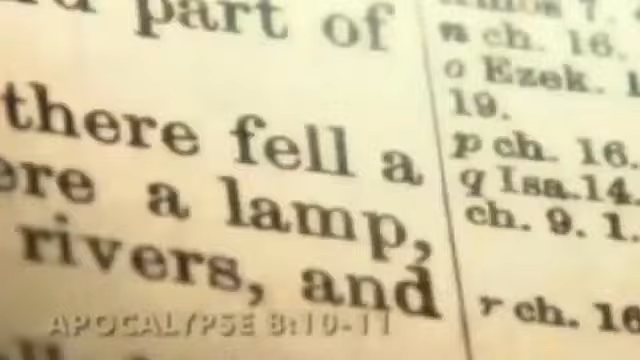 part of
there fell a
a lamp,
rivers, and
n ch. 16.
o Ezek. 1
19.
p ch. 16.
q Isa.14.
ch. 9. 1.
r ch. 16
APOCALYPSE 8:10-11